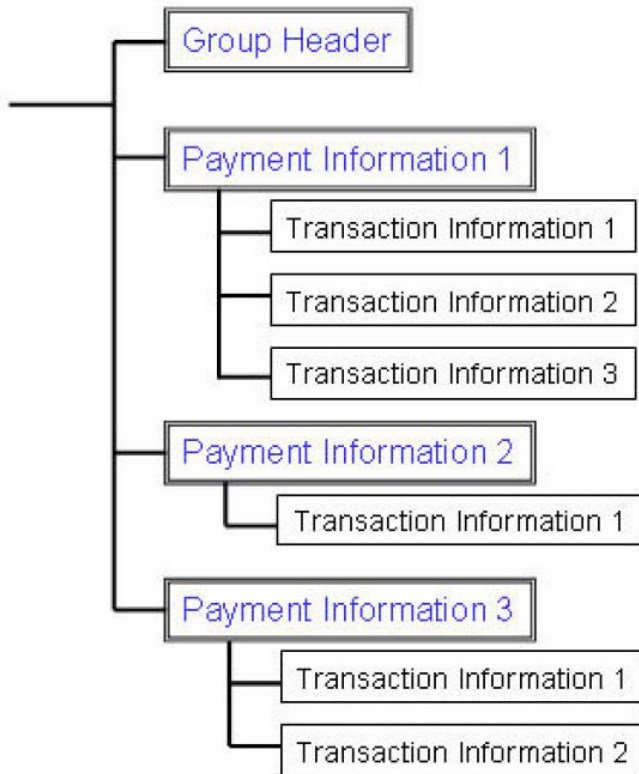 Group Header
Payment Information 1
Transaction Information 1
Transaction Information 2
Transaction Information 3
Payment Information 2
Transaction Information 1
Payment Information 3
Transaction Information 1
Transaction Information 2